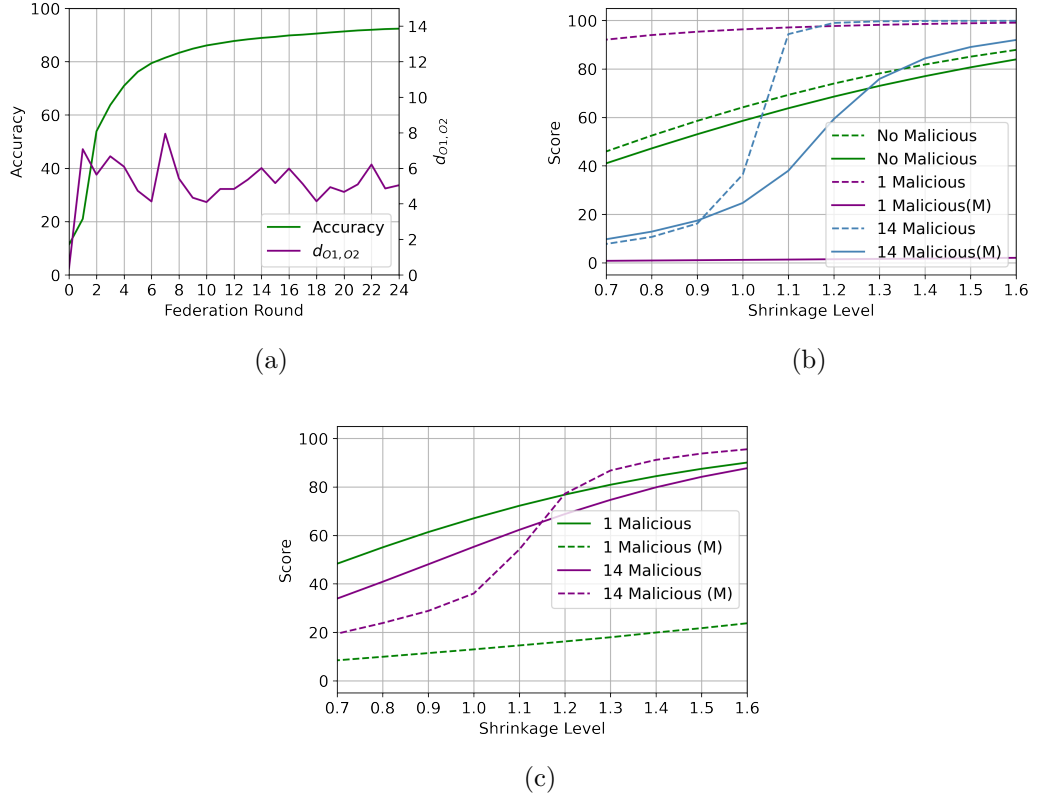 100
80
60
40
20
0
Accuracy
14
12
10
8
6
4
2
0
d_{O1,O2}
Accuracy
d_{O1,O2}
0 2 4 6 8 10 12 14 16 18 20 22 24
Federation Round
(a)
100
80
60
40
20
0
Score
No Malicious
No Malicious
1 Malicious
1 Malicious(M)
14 Malicious
14 Malicious(M)
0.7 0.8 0.9 1.0 1.1 1.2 1.3 1.4 1.5 1.6
Shrinkage Level
(b)
100
80
60
40
20
0
Score
1 Malicious
1 Malicious (M)
14 Malicious
14 Malicious (M)
0.7 0.8 0.9 1.0 1.1 1.2 1.3 1.4 1.5 1.6
Shrinkage Level
(c)